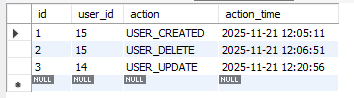 id user_id action action_time
1 15 USER_CREATED 2025-11-21 12:05:11
2 15 USER_DELETE 2025-11-21 12:06:51
3 14 USER_UPDATE 2025-11-21 12:20:56
NULL NULL NULL NULL